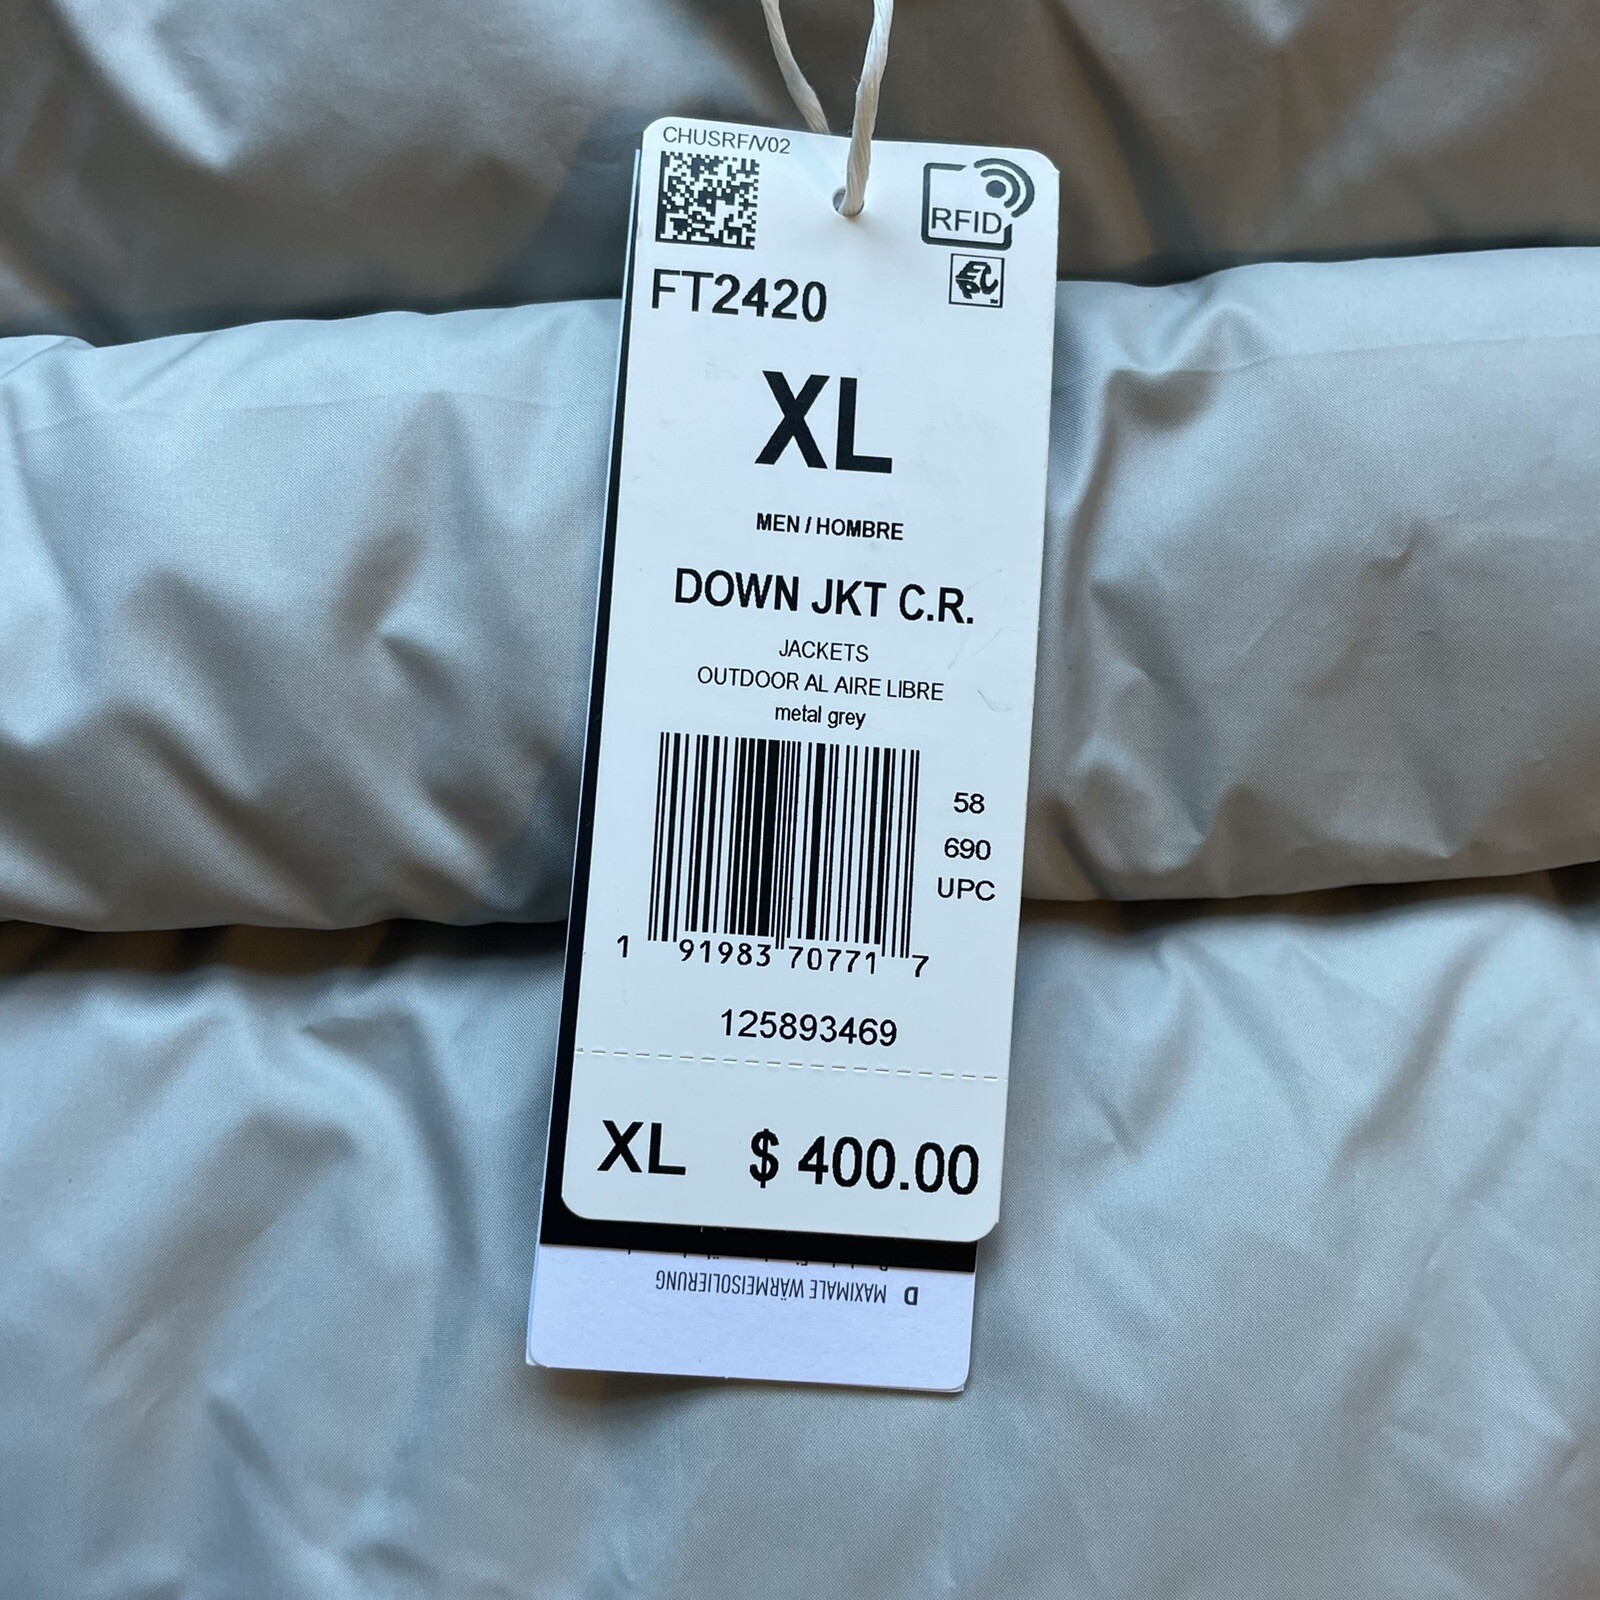 CHUSRF/V02
RFID
EPC
FT2420
XL
MEN / HOMBRE
DOWN JKT C.R.
JACKETS
OUTDOOR AL AIRE LIBRE
metal grey
58
690
UPC
1 91983 70771 7
125893469
XL $ 400.00
D MAXIMALE WÄRMEISOLIERUNG